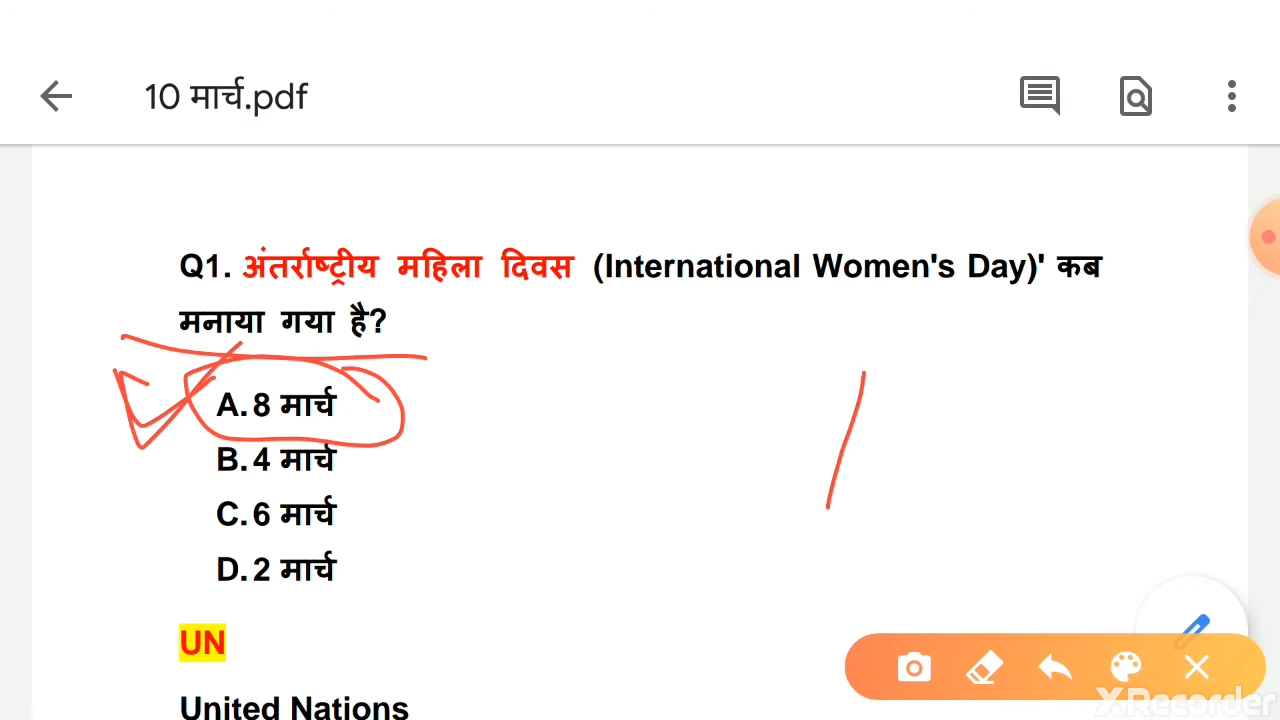 10 मार्च.pdf
Q1. अंतर्राष्ट्रीय महिला दिवस (International Women's Day)' कब
मनाया गया है?
A. 8 मार्च
B. 4 मार्च
C. 6 मार्च
D. 2 मार्च
UN
United Nations
XRecorder